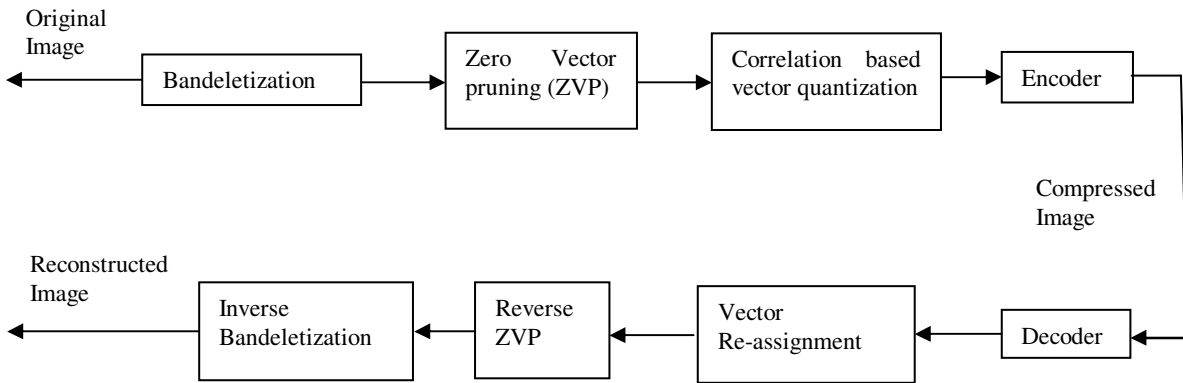 Original
Image
Bandeletization
Zero Vector
pruning (ZVP)
Correlation based
vector quantization
Encoder
Compressed
Image
Reconstructed
Image
Inverse
Bandeletization
Reverse
ZVP
Vector
Re-assignment
Decoder